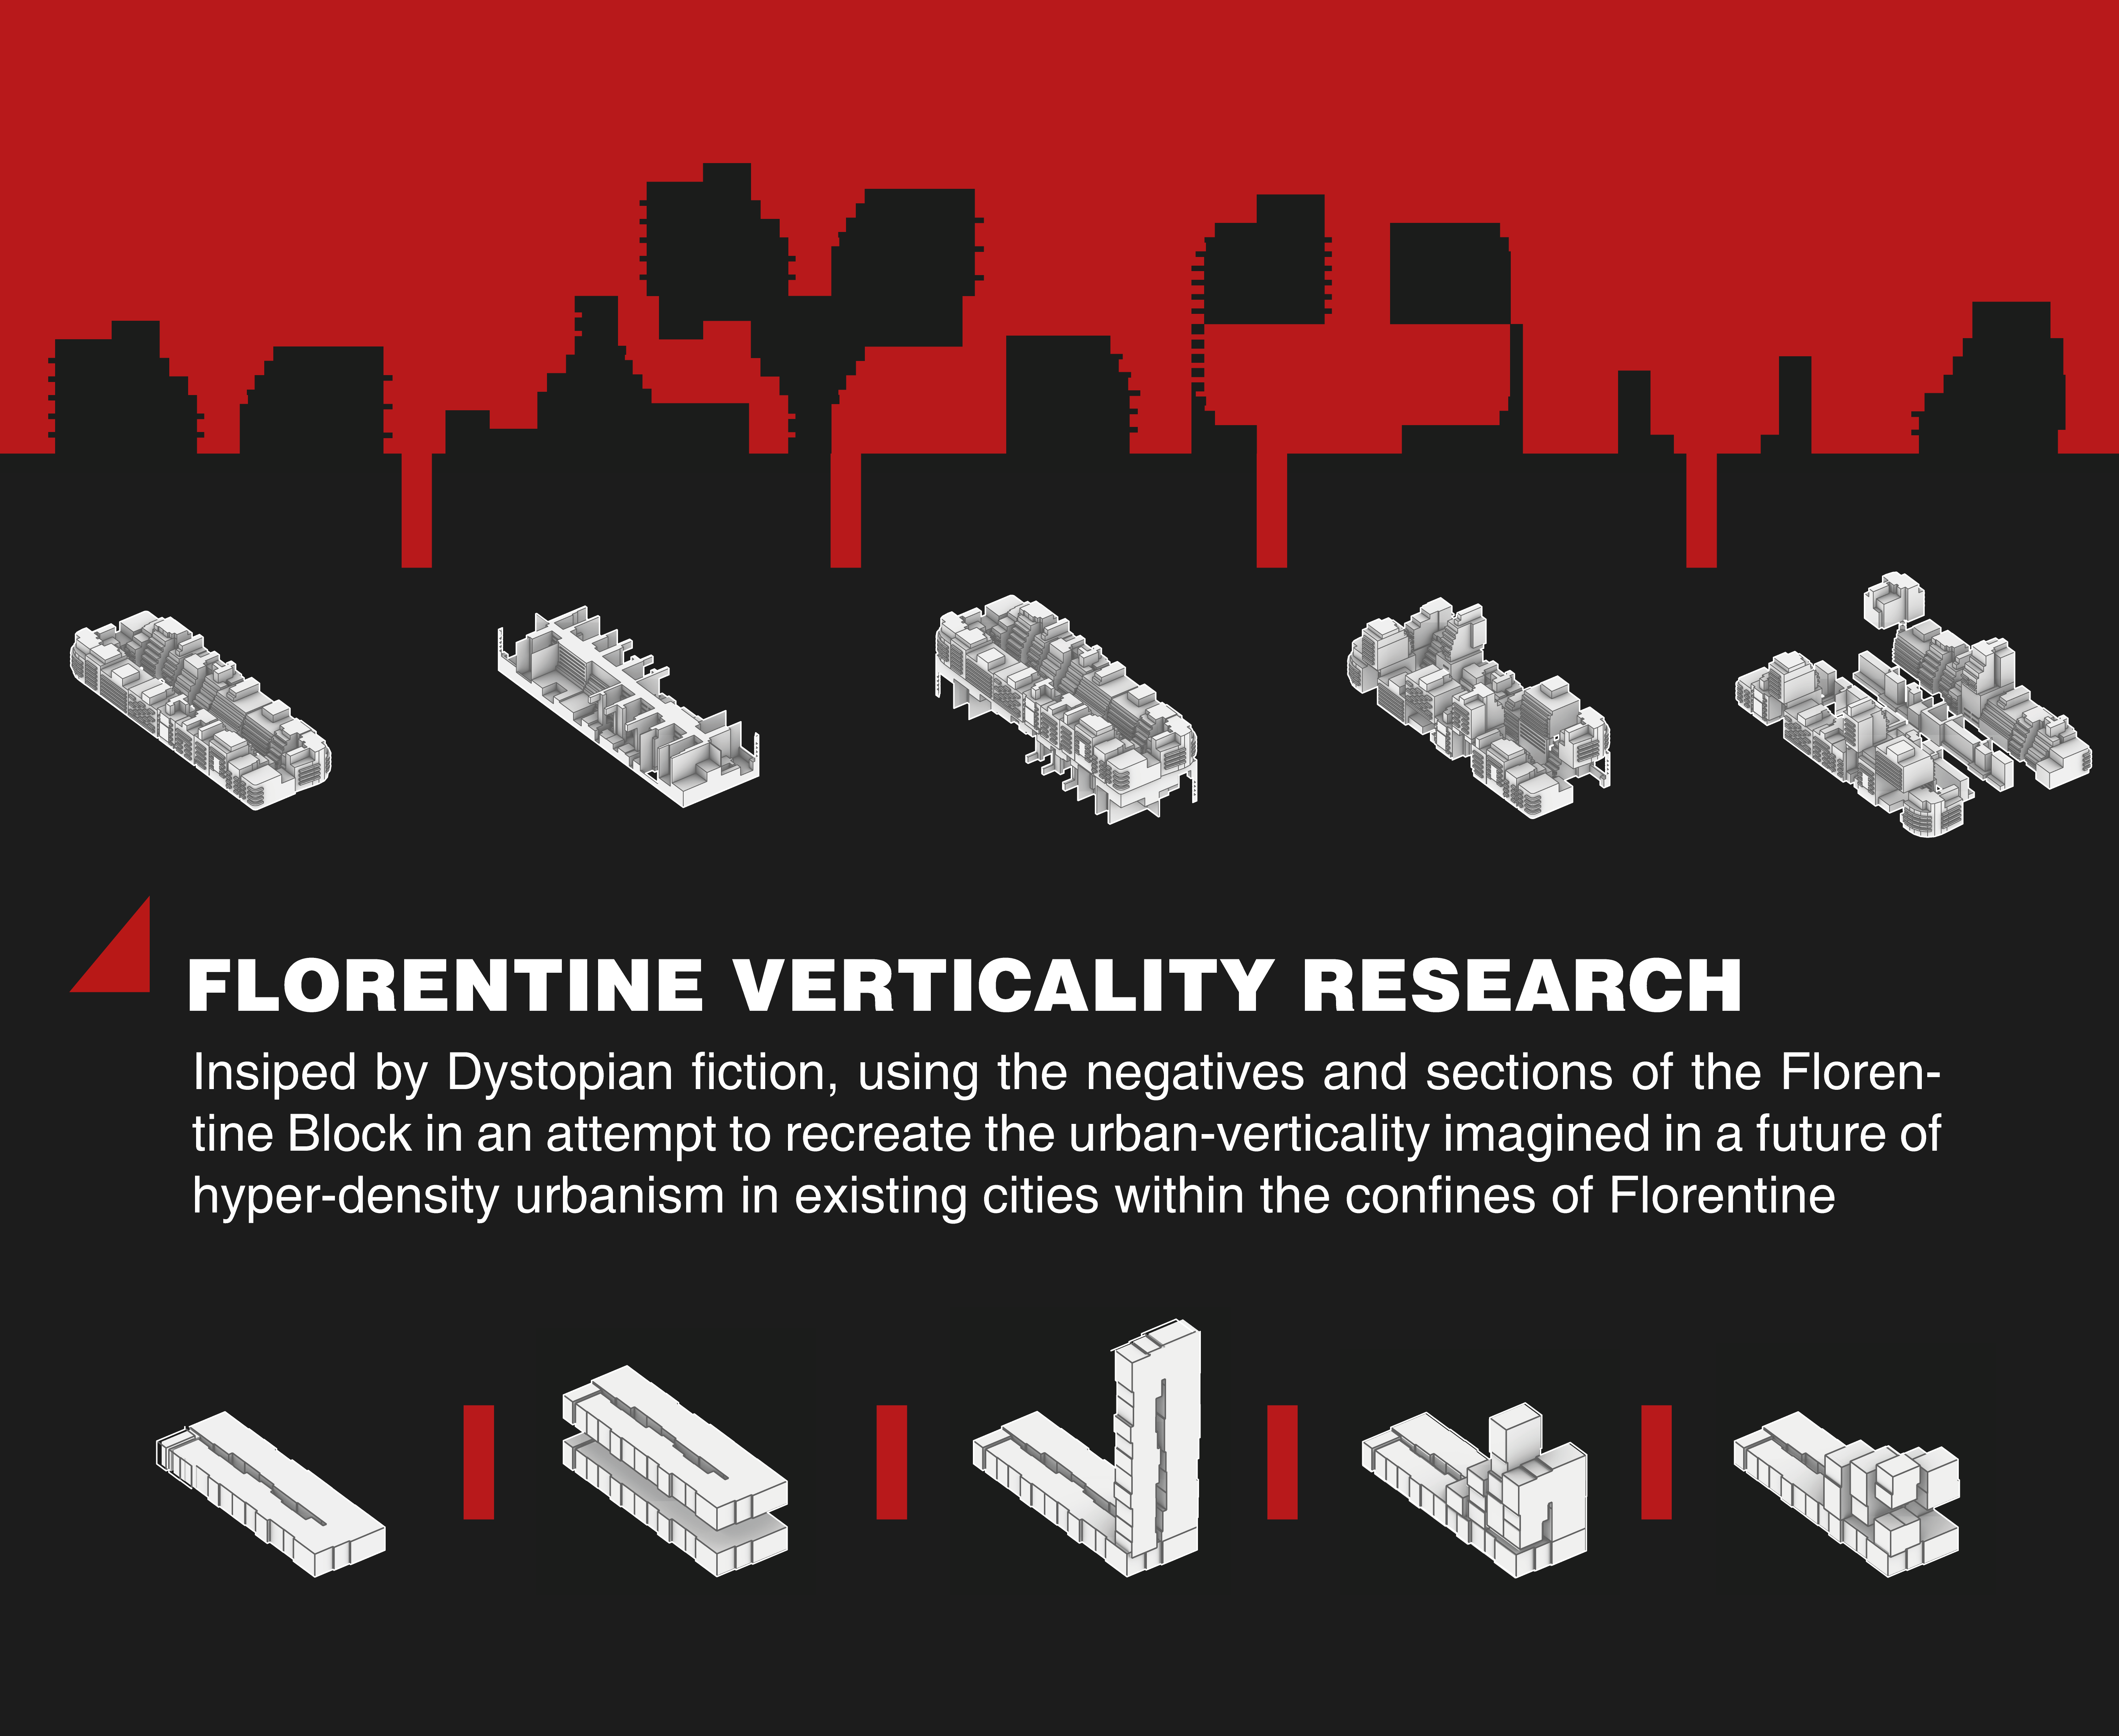 FLORENTINE VERTICALITY RESEARCH
Insiped by Dystopian fiction, using the negatives and sections of the Floren-
tine Block in an attempt to recreate the urban-verticality imagined in a future of
hyper-density urbanism in existing cities within the confines of Florentine